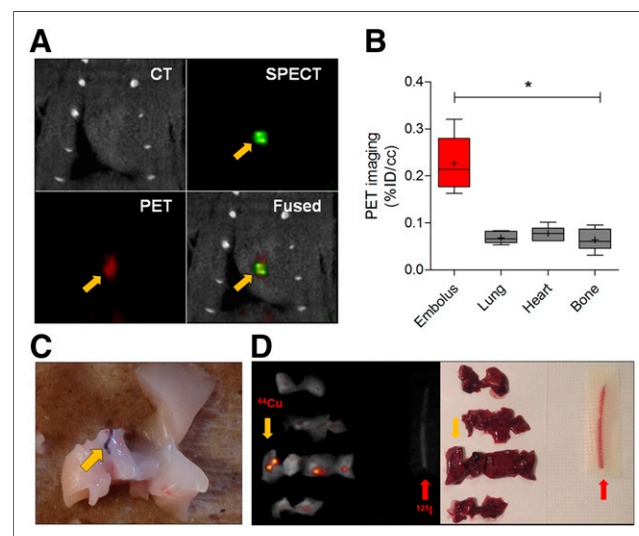 A
CT
SPECT
PET
Fused
B
*
PET imaging
(%ID/cc)
0.4
0.3
0.2
0.1
0.0
Embolus
Lung
Heart
Bone
C
D
⁶⁴Cu
¹²⁵I